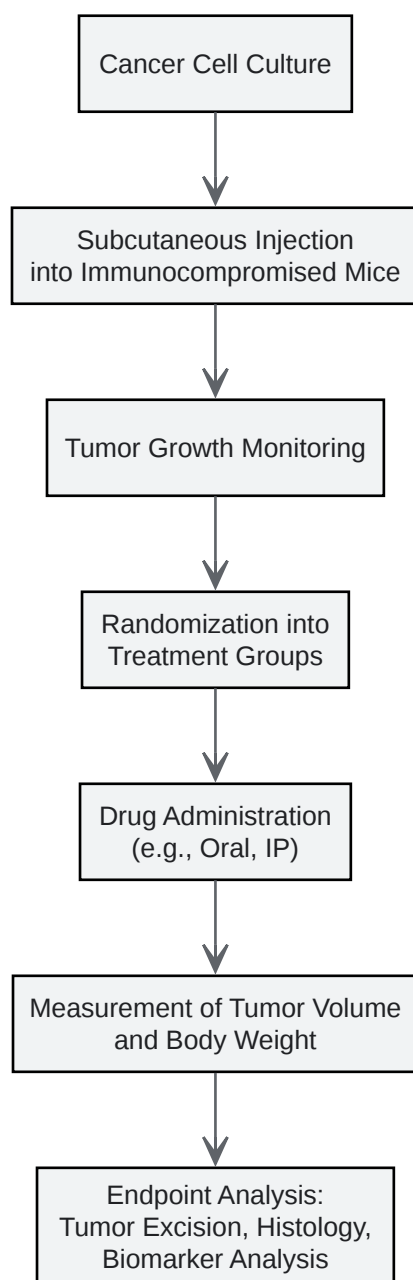 Cancer Cell Culture
Subcutaneous Injection
into Immunocompromised Mice
Tumor Growth Monitoring
Randomization into
Treatment Groups
Drug Administration
(e.g., Oral, IP)
Measurement of Tumor Volume
and Body Weight
Endpoint Analysis:
Tumor Excision, Histology,
Biomarker Analysis